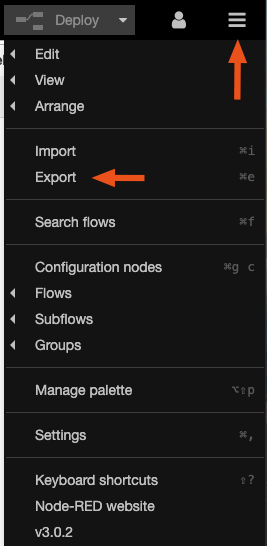 Deploy
Edit
View
Arrange
Import ⌘i
Export ⌘e
Search flows ⌘f
Configuration nodes ⌘g c
Flows
Subflows
Groups
Manage palette ⌥⇧p
Settings ⌘,
Keyboard shortcuts ⇧?
Node-RED website
v3.0.2